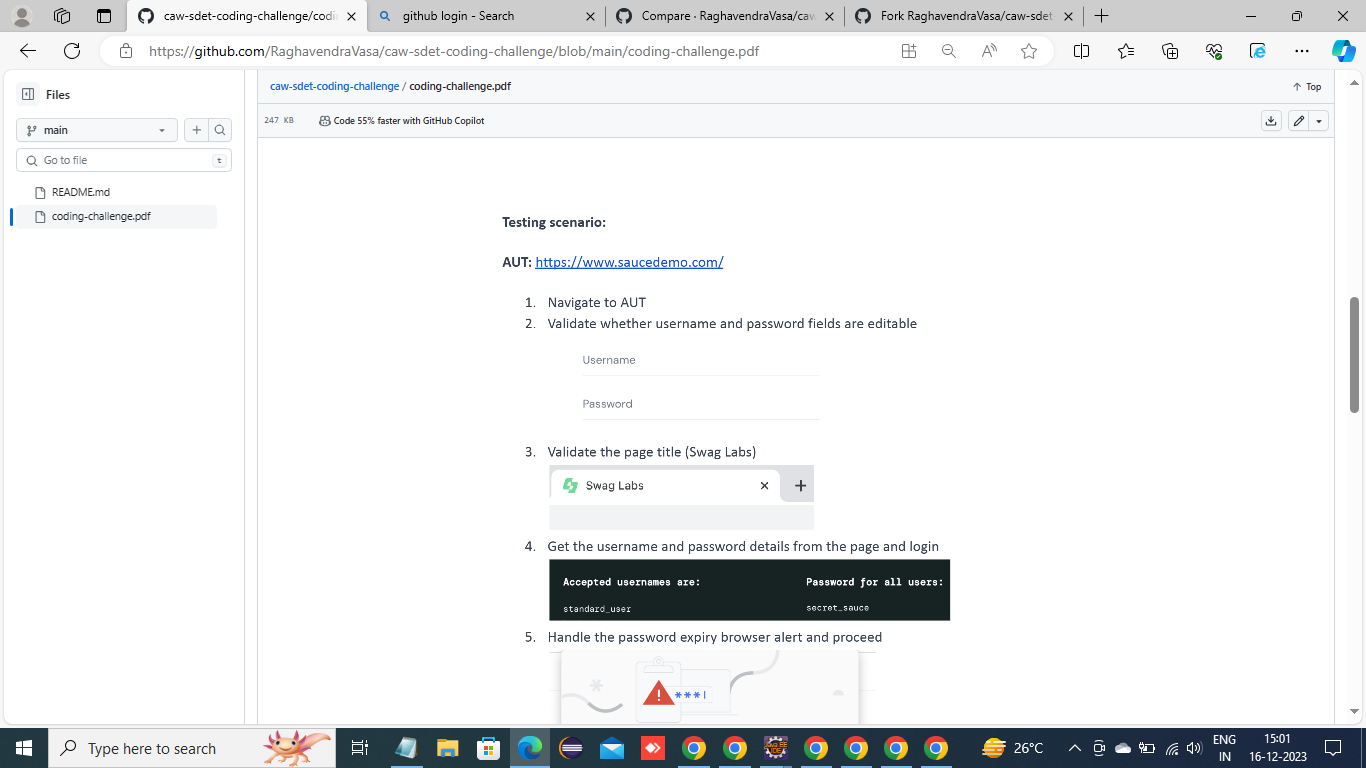 caw-sdet-coding-challenge/codin
github login - Search
Compare · RaghavendraVasa/caw
Fork RaghavendraVasa/caw-sdet
https://github.com/RaghavendraVasa/caw-sdet-coding-challenge/blob/main/coding-challenge.pdf
Files
caw-sdet-coding-challenge / coding-challenge.pdf
Top
main
247 KB
Code 55% faster with GitHub Copilot
Go to file
t
README.md
coding-challenge.pdf
Testing scenario:
AUT: https://www.saucedemo.com/
1. Navigate to AUT
2. Validate whether username and password fields are editable
Username
Password
3. Validate the page title (Swag Labs)
Swag Labs
4. Get the username and password details from the page and login
Accepted usernames are: Password for all users:
standard_user secret_sauce
5. Handle the password expiry browser alert and proceed
***|
Type here to search
26°C
ENG
IN
15:01
16-12-2023